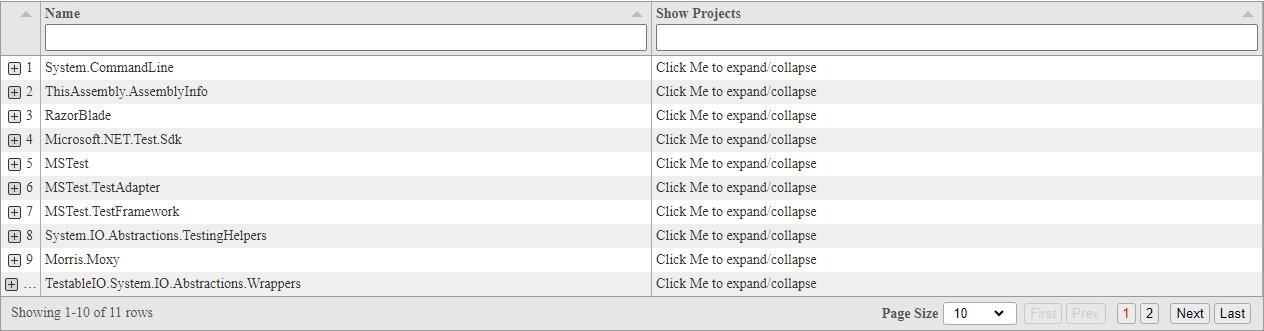 Name Show Projects
1 System.CommandLine Click Me to expand/collapse
2 ThisAssembly.AssemblyInfo Click Me to expand/collapse
3 RazorBlade Click Me to expand/collapse
4 Microsoft.NET.Test.Sdk Click Me to expand/collapse
5 MSTest Click Me to expand/collapse
6 MSTest.TestAdapter Click Me to expand/collapse
7 MSTest.TestFramework Click Me to expand/collapse
8 System.IO.Abstractions.TestingHelpers Click Me to expand/collapse
9 Morris.Moxy Click Me to expand/collapse
... TestableIO.System.IO.Abstractions.Wrappers Click Me to expand/collapse
Showing 1-10 of 11 rows Page Size 10 First Prev 1 2 Next Last